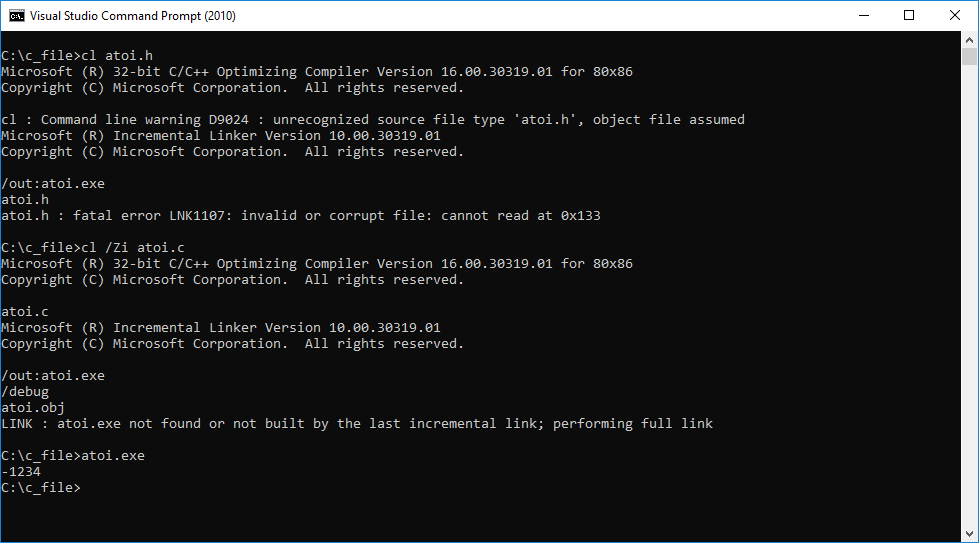 Visual Studio Command Prompt (2010)
C:\c_file>cl atoi.h
Microsoft (R) 32-bit C/C++ Optimizing Compiler Version 16.00.30319.01 for 80x86
Copyright (C) Microsoft Corporation.  All rights reserved.
cl : Command line warning D9024 : unrecognized source file type 'atoi.h', object file assumed
Microsoft (R) Incremental Linker Version 10.00.30319.01
Copyright (C) Microsoft Corporation.  All rights reserved.
/out:atoi.exe
atoi.h
atoi.h : fatal error LNK1107: invalid or corrupt file: cannot read at 0x133
C:\c_file>cl /Zi atoi.c
Microsoft (R) 32-bit C/C++ Optimizing Compiler Version 16.00.30319.01 for 80x86
Copyright (C) Microsoft Corporation.  All rights reserved.
atoi.c
Microsoft (R) Incremental Linker Version 10.00.30319.01
Copyright (C) Microsoft Corporation.  All rights reserved.
/out:atoi.exe
/debug
atoi.obj
LINK : atoi.exe not found or not built by the last incremental link; performing full link
C:\c_file>atoi.exe
-1234
C:\c_file>